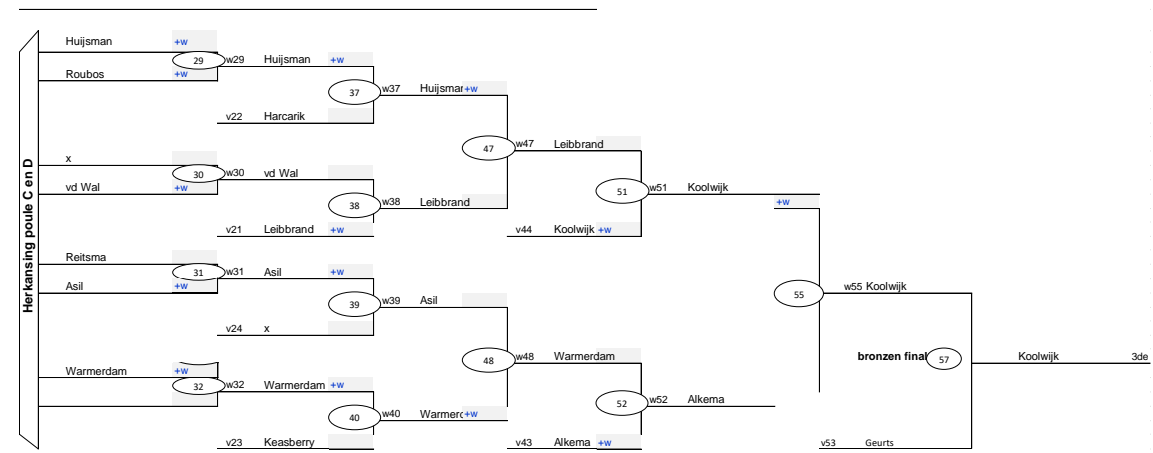 Herkansing poule C en D
Huijsman +w
29 w29 Huijsman +w
Roubos +w
37 w37 Huijsmar +w
v22 Harcarik
47 w47 Leibbrand
x
30 w30 vd Wal
vd Wal +w
51 w51 Koolwijk
+w
38 w38 Leibbrand
v21 Leibbrand +w
v44 Koolwijk +w
Reitsma
31 w31 Asil +w
Asil +w
55 w55 Koolwijk
39 w39 Asil
v24 x
48 w48 Warmerdam
bronzen final 57 Koolwijk 3de
Warmerdam +w
32 w32 Warmerdam +w
52 w52 Alkema
40 w40 Warmerc +w
v23 Keasberry
v43 Alkema +w
v53 Geurts